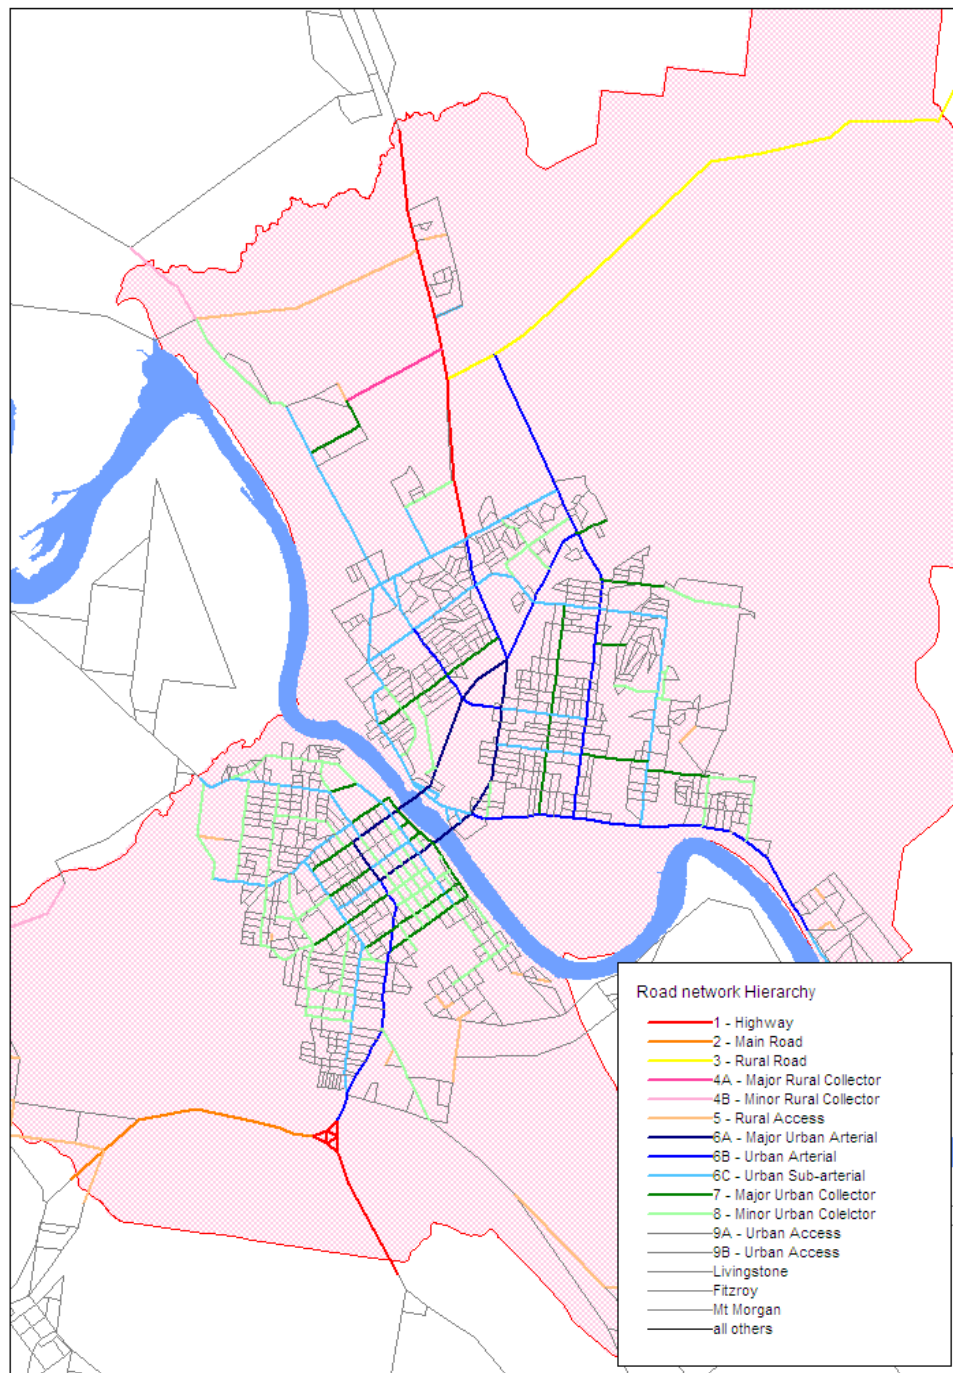 Road network Hierarchy
1 - Highway
2 - Main Road
3 - Rural Road
4A - Major Rural Collector
4B - Minor Rural Collector
5 - Rural Access
6A - Major Urban Arterial
6B - Urban Arterial
6C - Urban Sub-arterial
7 - Major Urban Collector
8 - Minor Urban Colelctor
9A - Urban Access
9B - Urban Access
Livingstone
Fitzroy
Mt Morgan
all others